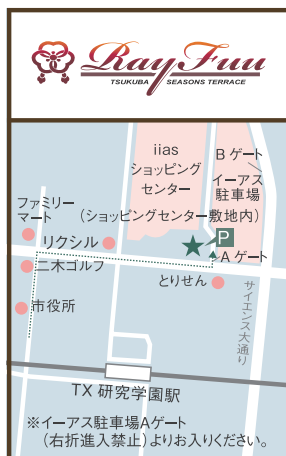 RayFuu
TSUKUBA SEASONS TERRACE
iias
ショッピング
センター
Bゲート
イーアス
駐車場
(ショッピングセンター敷地内)
ファミリー
マート
リクシル
P
Aゲート
二木ゴルフ
とりせん
市役所
サイエンス大通り
TX 研究学園駅
※イーアス駐車場Aゲート
(右折進入禁止)よりお入りください。